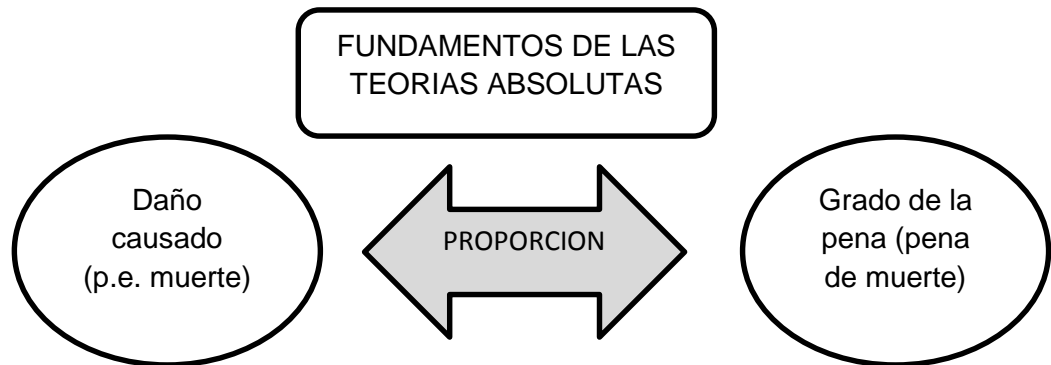 FUNDAMENTOS DE LAS
TEORIAS ABSOLUTAS
Daño
causado
(p.e. muerte)
PROPORCION
Grado de la
pena (pena
de muerte)